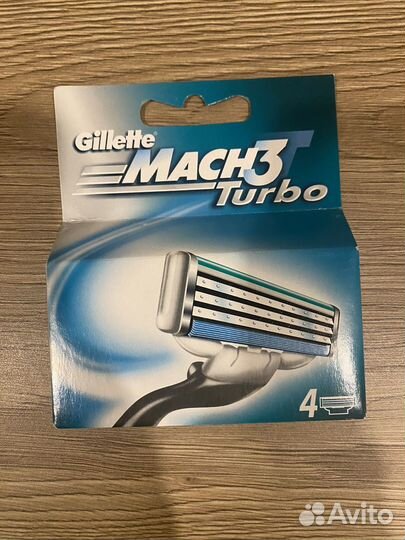 Gillette
MACH3
Turbo
4
Avito